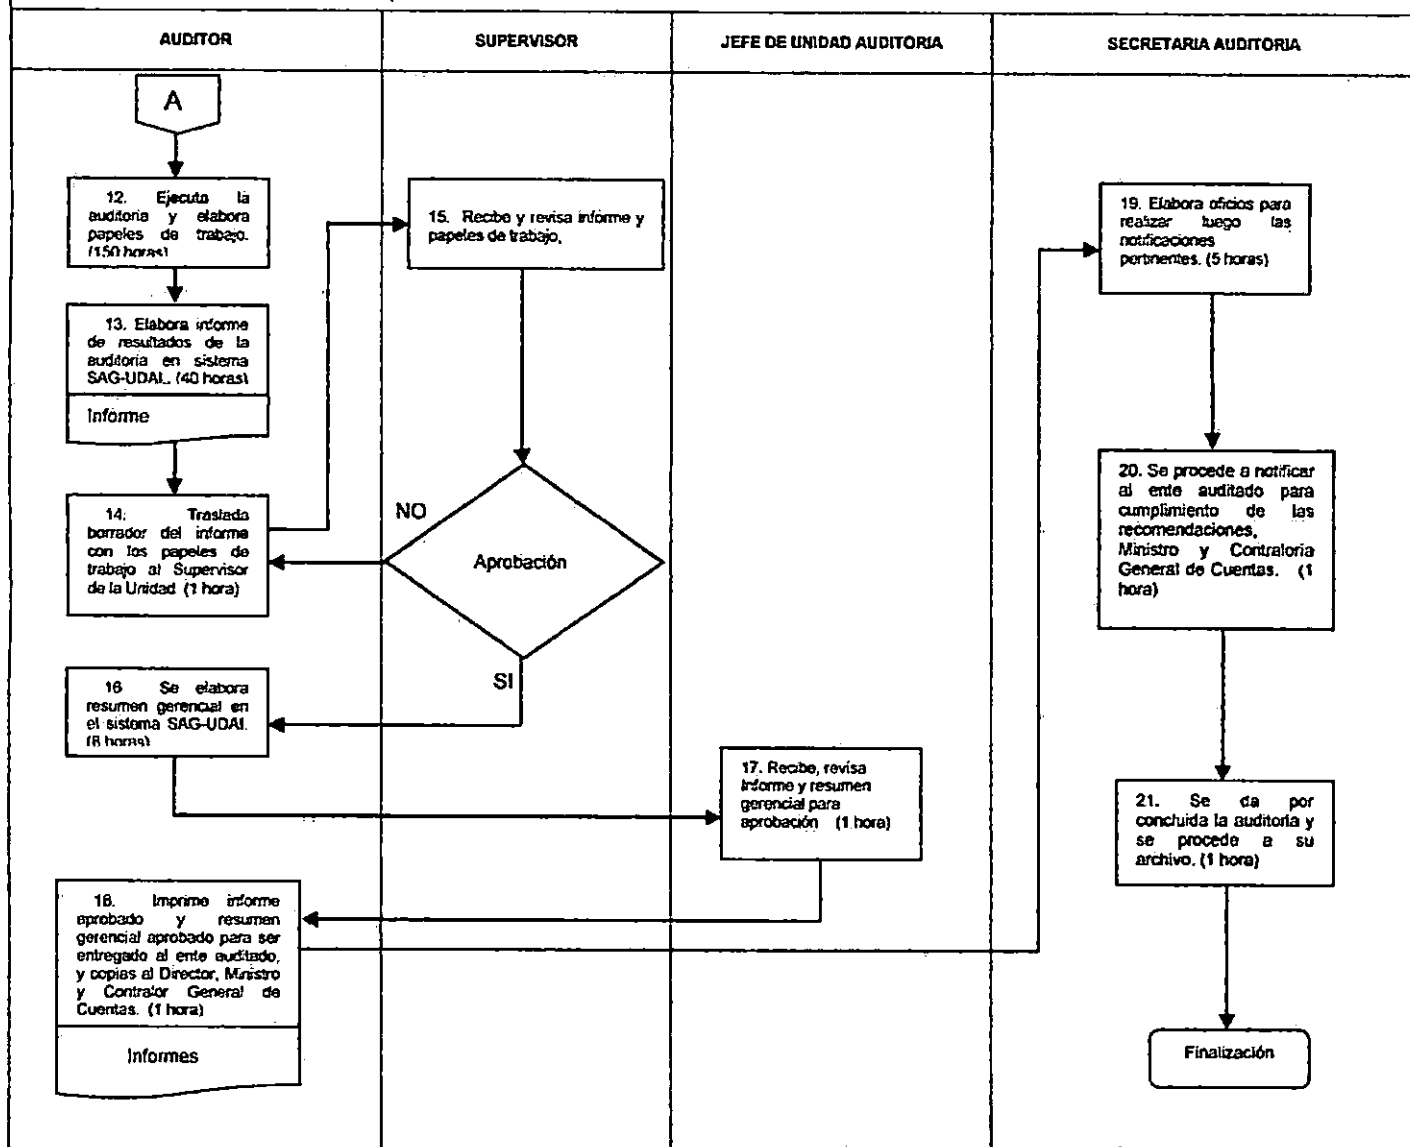 AUDITOR
SUPERVISOR
JEFE DE UNIDAD AUDITORIA
SECRETARIA AUDITORIA
A
12. Ejecuta la
auditoria y elabora
papeles de trabajo.
(150 horas)
13. Elabora informe
de resultados de la
auditoria en sistema
SAG-UDAI. (40 horas)
Informe
14. Traslada
borrador del informe
con los papeles de
trabajo al Supervisor
de la Unidad (1 hora)
15. Recibe y revisa informe y
papeles de trabajo.
NO
Aprobación
SI
16 Se elabora
resumen gerencial en
el sistema SAG-UDAI.
(8 horas)
17. Recibe, revisa
Informe y resumen
gerencial para
aprobación (1 hora)
18. Imprime informe
aprobado y resumen
gerencial aprobado para ser
entregado al ente auditado,
y copias al Director, Ministro
y Contralor General de
Cuentas. (1 hora)
Informes
19. Elabora oficios para
realizar luego las
notificaciones
pertinentes. (5 horas)
20. Se procede a notificar
al ente auditado para
cumplimiento de las
recomendaciones,
Ministro y Contraloria
General de Cuentas. (1
hora)
21. Se da por
concluida la auditoria y
se procede a su
archivo. (1 hora)
Finalización